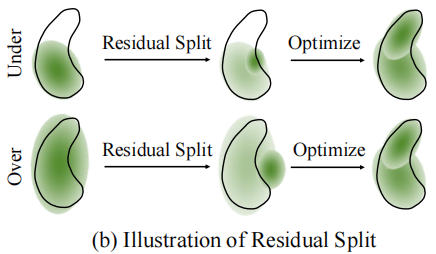 Under
Residual Split
Optimize
Over
Residual Split
Optimize
(b) Illustration of Residual Split